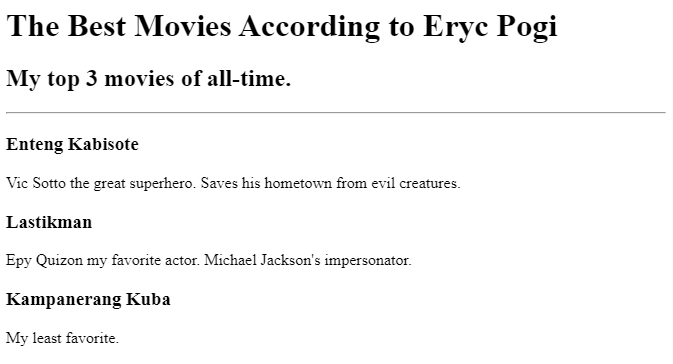 The Best Movies According to Eryc Pogi
My top 3 movies of all-time.
Enteng Kabisote
Vic Sotto the great superhero. Saves his hometown from evil creatures.
Lastikman
Epy Quizon my favorite actor. Michael Jackson's impersonator.
Kampanerang Kuba
My least favorite.